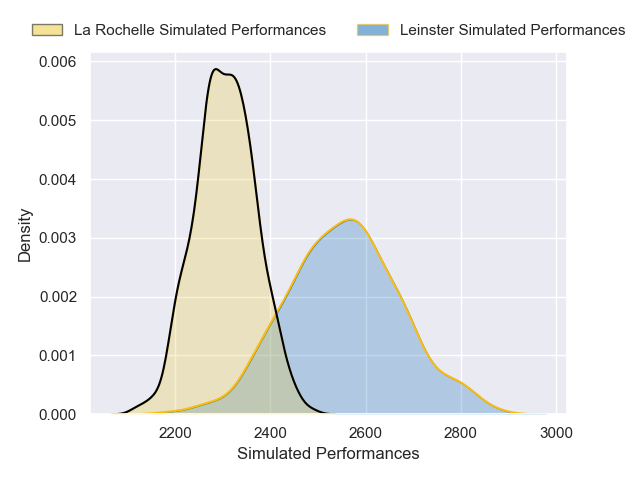 La Rochelle Simulated Performances Leinster Simulated Performances
0.006
0.005
0.004
0.003
0.002
0.001
0.000
Density
2200 2400 2600 2800 3000
Simulated Performances